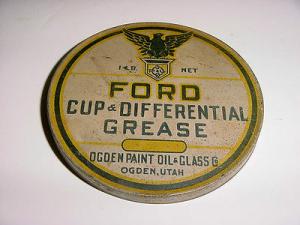 1 LB. NET
FORD
CUP & DIFFERENTIAL
GREASE
OGDEN PAINT OIL & GLASS CO
OGDEN, UTAH